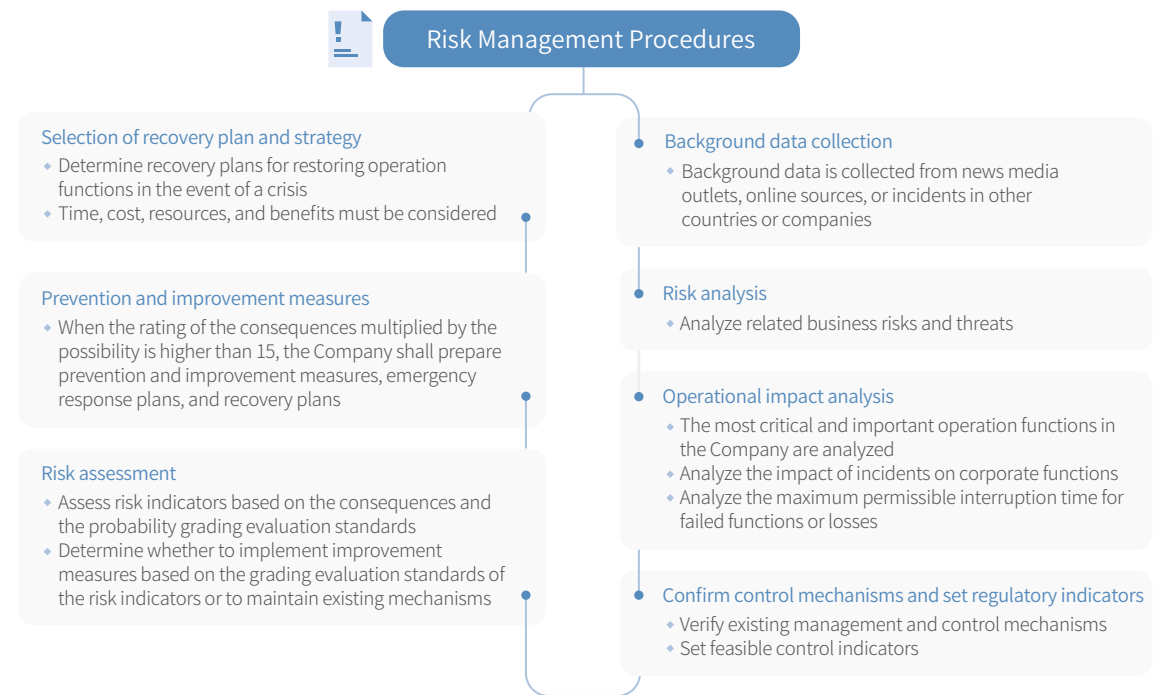 Risk Management Procedures
Selection of recovery plan and strategy
Determine recovery plans for restoring operation
functions in the event of a crisis
Time, cost, resources, and benefits must be considered
Prevention and improvement measures
When the rating of the consequences multiplied by the
possibility is higher than 15, the Company shall prepare
prevention and improvement measures, emergency
response plans, and recovery plans
Risk assessment
Assess risk indicators based on the consequences and
the probability grading evaluation standards
Determine whether to implement improvement
measures based on the grading evaluation standards of
the risk indicators or to maintain existing mechanisms
Background data collection
Background data is collected from news media
outlets, online sources, or incidents in other
countries or companies
Risk analysis
Analyze related business risks and threats
Operational impact analysis
The most critical and important operation functions in
the Company are analyzed
Analyze the impact of incidents on corporate functions
Analyze the maximum permissible interruption time for
failed functions or losses
Confirm control mechanisms and set regulatory indicators
Verify existing management and control mechanisms
Set feasible control indicators